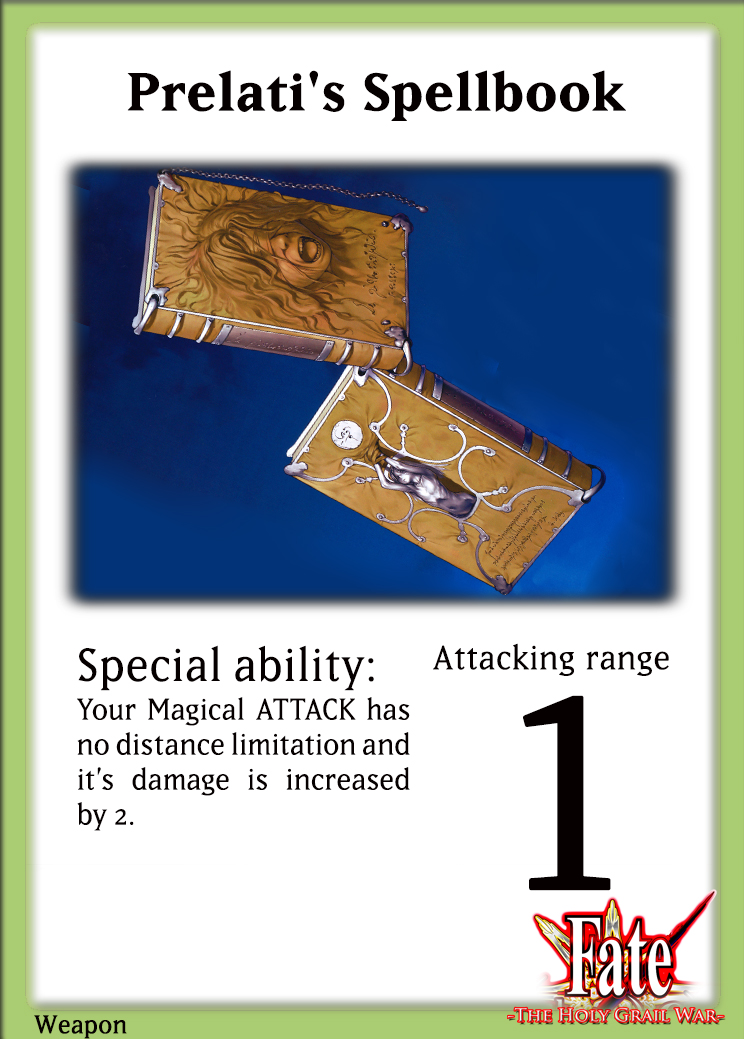 Prelati's Spellbook
Special ability:
Your Magical ATTACK has
no distance limitation and
it's damage is increased
by 2.
Attacking range
1
Fate
-THE HOLY GRAIL WAR-
Weapon